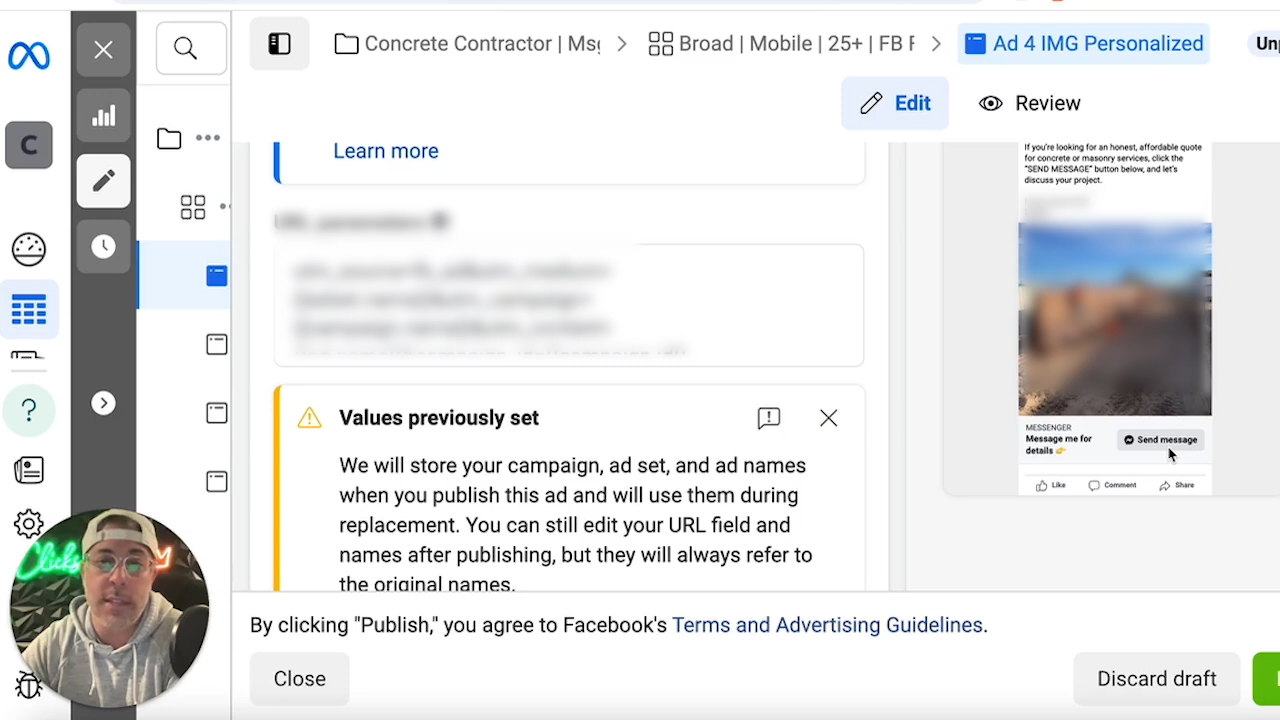 Concrete Contractor | Msg
Broad | Mobile | 25+ | FB F
Ad 4 IMG Personalized
Edit
Review
C
Learn more
If you're looking for an honest, affordable quote
for concrete or masonry services, click the
"SEND MESSAGE" button below, and let's
discuss your project.
Values previously set
We will store your campaign, ad set, and ad names
when you publish this ad and will use them during
replacement. You can still edit your URL field and
names after publishing, but they will always refer to
the original names.
MESSENGER
Message me for
details 👉
Send message
Like
Comment
Share
Clicks
By clicking "Publish," you agree to Facebook's Terms and Advertising Guidelines.
Close
Discard draft